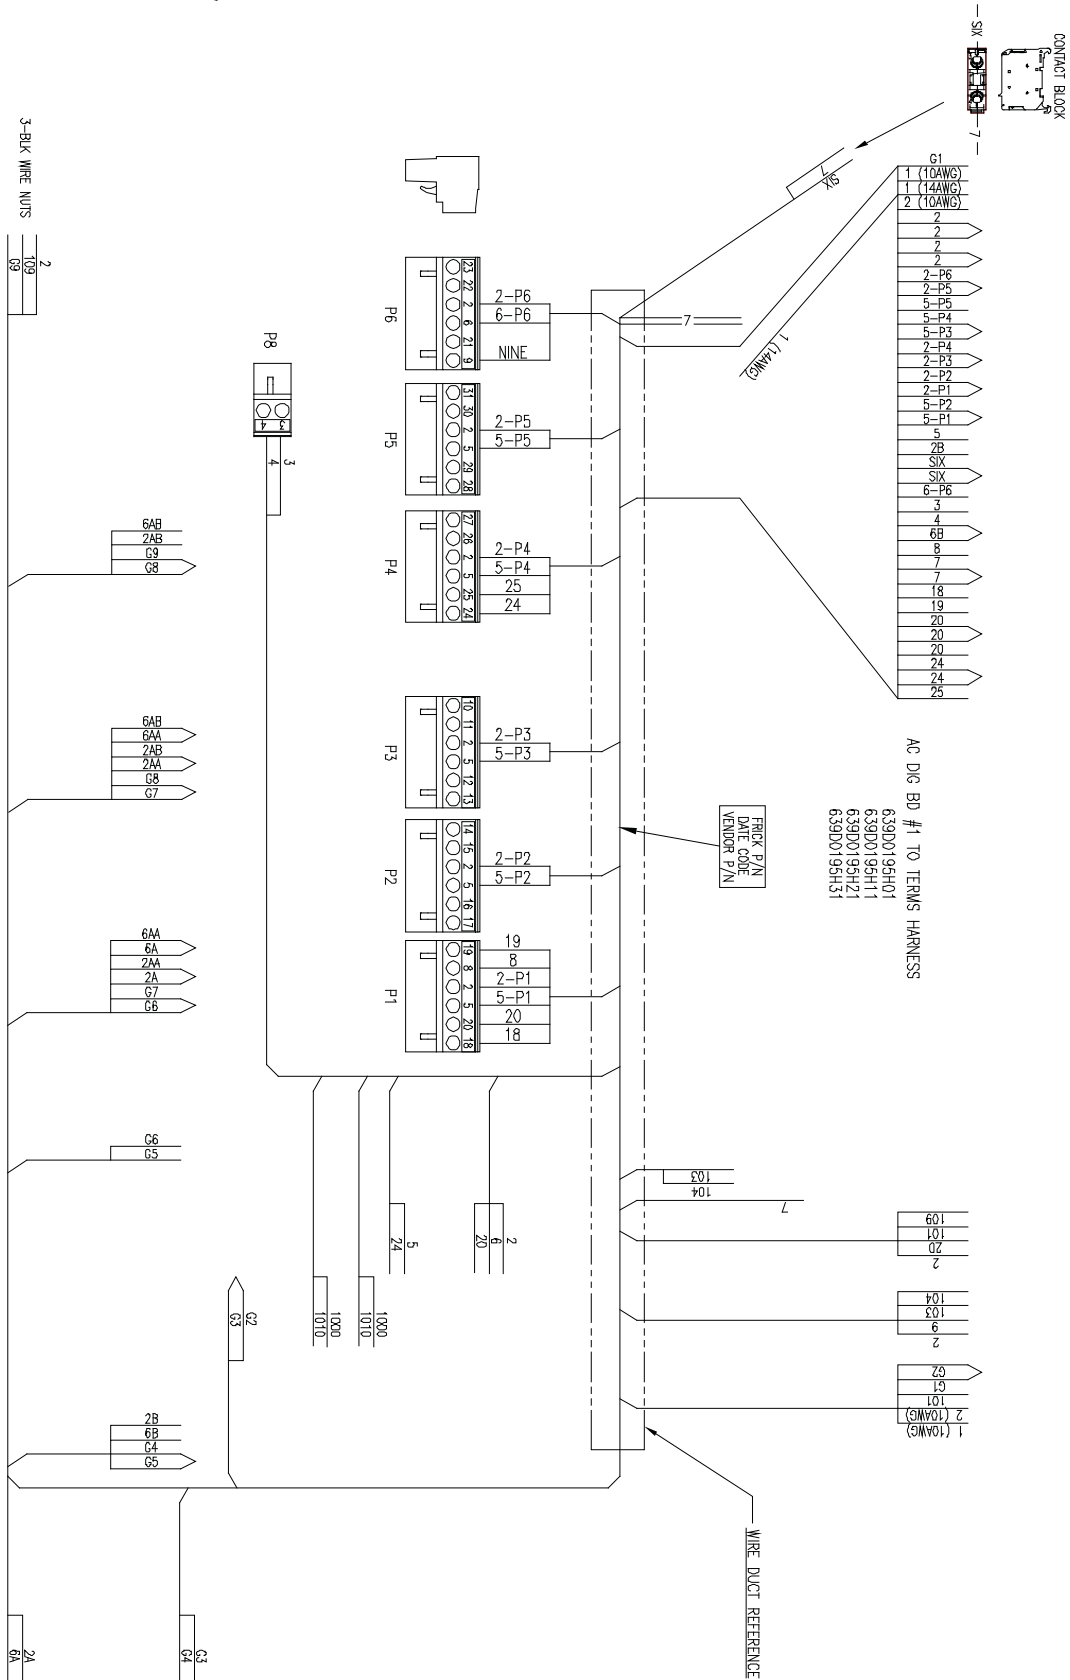 CONTACT BLOCK
SIX
7
7
SIX
G1
1 (10AWG)
1 (14AWG)
2 (10AWG)
2
2
2
2
2-P6
2-P5
5-P5
5-P4
5-P3
2-P4
2-P3
2-P2
2-P1
5-P2
5-P1
5
2B
SIX
SIX
6-P6
3
4
6B
8
7
7
18
19
20
20
20
24
24
25
AC DIG BD #1 TO TERMS HARNESS
639D0195H01
639D0195H11
639D0195H21
639D0195H31
3-BLK WIRE NUTS
2
109
G9
7
1 (14AWG)
P6
23
22
2
6
21
9
2-P6
6-P6
NINE
P8
3
4
3
4
P5
31
30
2
5
29
28
2-P5
5-P5
P4
27
26
2
5
25
24
2-P4
5-P4
25
24
P3
10
11
2
5
12
13
2-P3
5-P3
P2
14
15
2
5
16
17
2-P2
5-P2
P1
19
8
2
5
20
18
19
8
2-P1
5-P1
20
18
FRICK P/N
DATE CODE
VENDOR P/N
6AB
2AB
G9
G8
6AB
6AA
2AB
2AA
G8
G7
6AA
6A
2AA
2A
G7
G6
G6
G5
2B
6B
G4
G5
103
104
7
109
101
20
2
104
103
9
2
G2
G1
101
2 (10AWG)
1 (10AWG)
2
6
20
5
24
1000
1010
1000
1010
G2
G3
WIRE DUCT REFERENCE
G3
G4
2A
6A